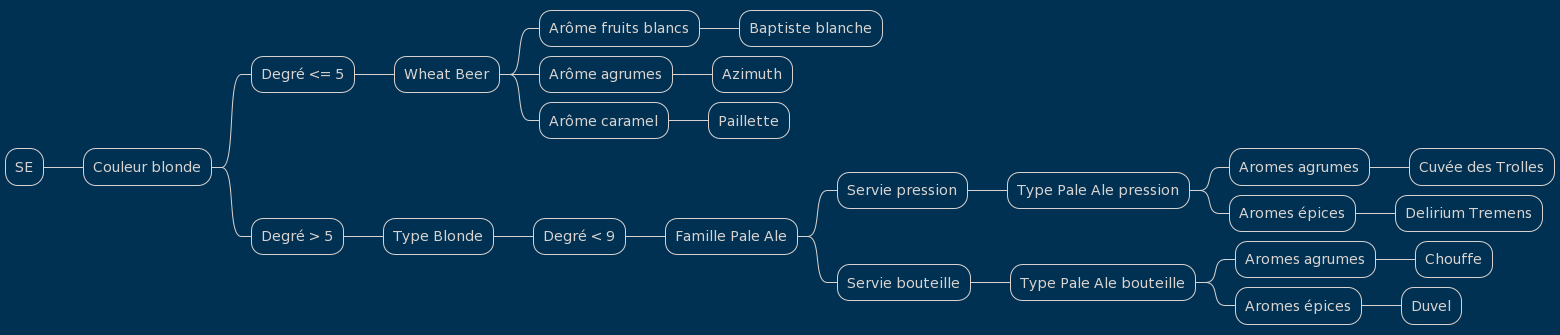 SE
Couleur blonde
Degré <= 5
Wheat Beer
Arôme fruits blancs
Baptiste blanche
Arôme agrumes
Azimuth
Arôme caramel
Paillette
Degré > 5
Type Blonde
Degré < 9
Famille Pale Ale
Servie pression
Type Pale Ale pression
Aromes agrumes
Cuvée des Trolles
Aromes épices
Delirium Tremens
Servie bouteille
Type Pale Ale bouteille
Aromes agrumes
Chouffe
Aromes épices
Duvel